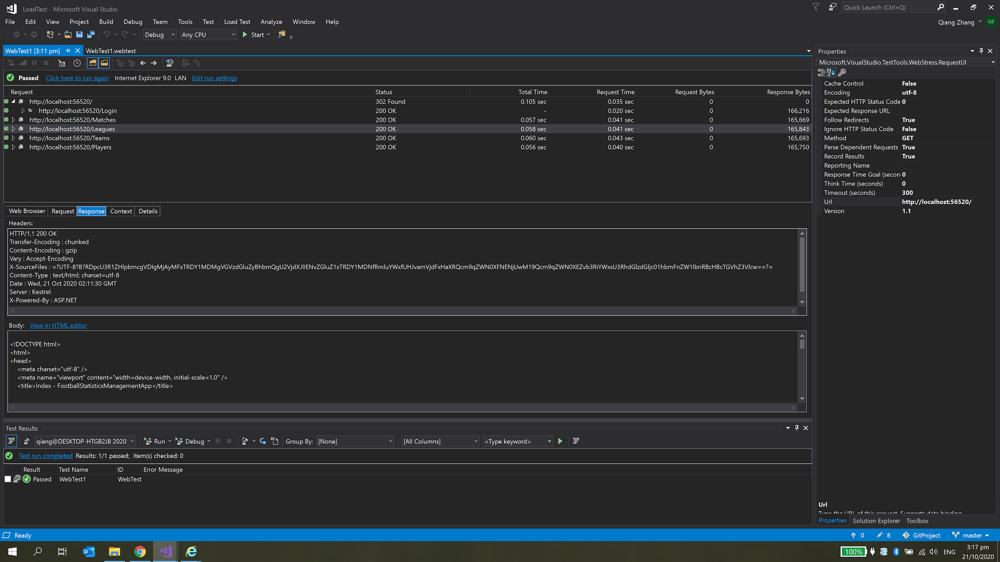 LoadTest - Microsoft Visual Studio
Quick Launch (Ctrl+Q)
File Edit View Project Build Debug Team Tools Test Load Test Analyze Window Help
Qiang Zhang QZ
Debug Any CPU Start
WebTest1 [3:11 pm] WebTest1.webtest
Passed Click here to run again Internet Explorer 9.0 LAN Edit run settings
Request Status Total Time Request Time Request Bytes Response Bytes
http://localhost:56520/ 302 Found 0.105 sec 0.035 sec 0 0
http://localhost:56520/Login 200 OK - 0.020 sec 0 166,216
http://localhost:56520/Matches 200 OK 0.057 sec 0.041 sec 0 165,669
http://localhost:56520/Leagues 200 OK 0.058 sec 0.041 sec 0 165,843
http://localhost:56520/Teams 200 OK 0.060 sec 0.043 sec 0 165,693
http://localhost:56520/Players 200 OK 0.056 sec 0.040 sec 0 165,750
Web Browser Request Response Context Details
Headers:
HTTP/1.1 200 OK
Transfer-Encoding : chunked
Content-Encoding : gzip
Vary : Accept-Encoding
X-SourceFiles :
Content-Type : text/html; charset=utf-8
Date : Wed, 21 Oct 2020 02:11:30 GMT
Server : Kestrel
X-Powered-By : ASP.NET
Body: View in HTML editor
<!DOCTYPE html>
<html>
<head>
<meta charset="utf-8" />
<meta name="viewport" content="width=device-width, initial-scale=1.0" />
<title>Index - FootballStatisticsManagementApp</title>
Test Results
qiang@DESKTOP-HTGB2J8 2020- Run Debug Group By: [None] [All Columns] <Type keyword>
Test run completed Results: 1/1 passed; Item(s) checked: 0
Result Test Name ID Error Message
Passed WebTest1 WebTest
Properties
Microsoft.VisualStudio.TestTools.WebStress.RequestUI
Cache Control False
Encoding utf-8
Expected HTTP Status Code 0
Expected Response URL
Follow Redirects True
Ignore HTTP Status Code False
Method GET
Parse Dependent Requests True
Record Results True
Reporting Name
Response Time Goal (secon 0
Think Time (seconds) 0
Timeout (seconds) 300
Url http://localhost:56520/
Version 1.1
Url
Type the URL of this request. Supports data binding
Properties Solution Explorer Toolbox
Ready 0 8 GitProject master
100% ENG 3:17 pm
21/10/2020